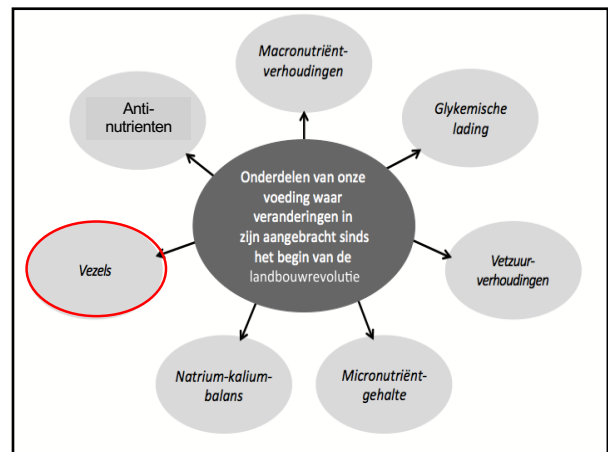 Macronutriënt-
verhoudingen
Anti-
nutrienten
Glykemische
lading
Onderdelen van onze
voeding waar
veranderingen in
zijn aangebracht sinds
het begin van de
landbouwrevolutie
Vezels
Vetzuur-
verhoudingen
Natrium-kalium-
balans
Micronutriënt-
gehalte